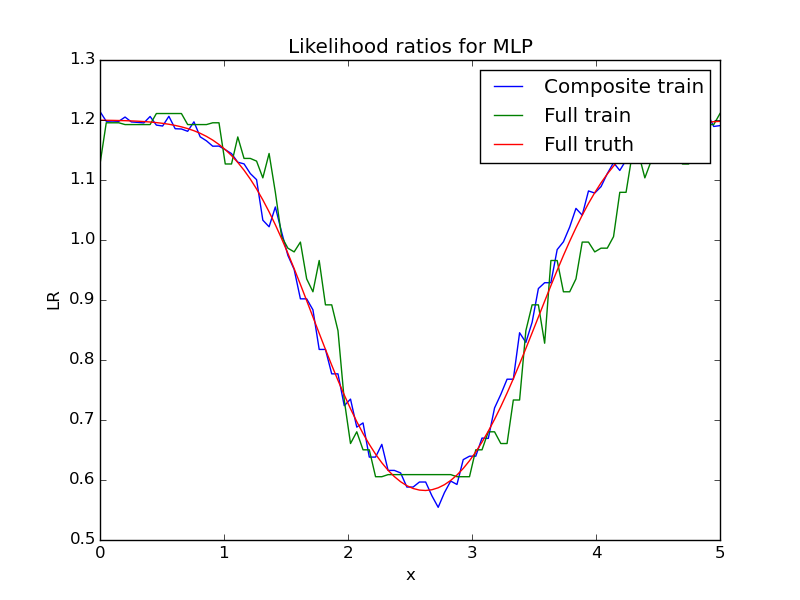 Likelihood ratios for MLP
1.3
1.2
1.1
1.0
0.9
0.8
0.7
0.6
0.5
LR
Composite train
Full train
Full truth
0 1 2 3 4 5
x